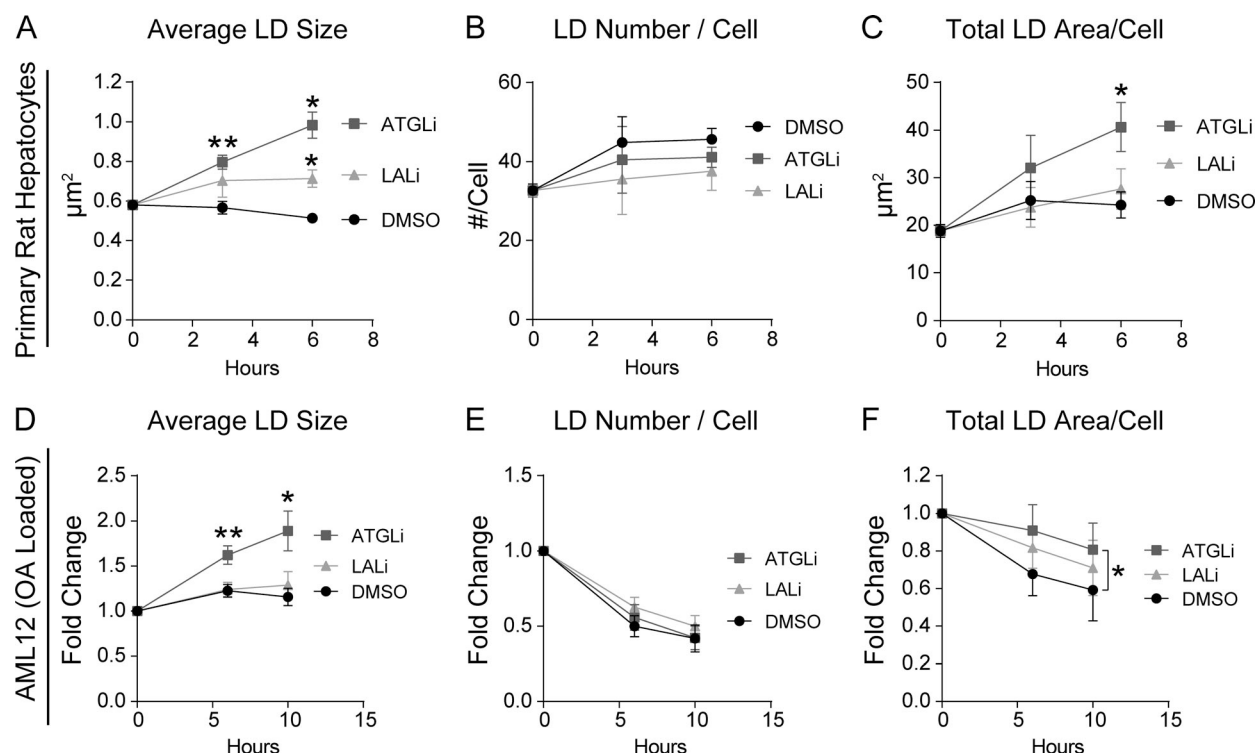 A Average LD Size
Primary Rat Hepatocytes
µm²
1.2
1.0
0.8
0.6
0.4
0.2
0.0
** * *
ATGLi
LALi
DMSO
0 2 4 6 8
Hours
B LD Number / Cell
#/Cell
60
40
20
0
DMSO
ATGLi
LALi
0 2 4 6 8
Hours
C Total LD Area/Cell
µm²
50
40
30
20
10
0
*
ATGLi
LALi
DMSO
0 2 4 6 8
Hours
D Average LD Size
AML12 (OA Loaded)
Fold Change
2.5
2.0
1.5
1.0
0.5
0.0
** *
ATGLi
LALi
DMSO
0 5 10 15
Hours
E LD Number / Cell
Fold Change
1.5
1.0
0.5
0.0
ATGLi
LALi
DMSO
0 5 10 15
Hours
F Total LD Area/Cell
Fold Change
1.2
1.0
0.8
0.6
0.4
0.2
0.0
*
ATGLi
LALi
DMSO
0 5 10 15
Hours